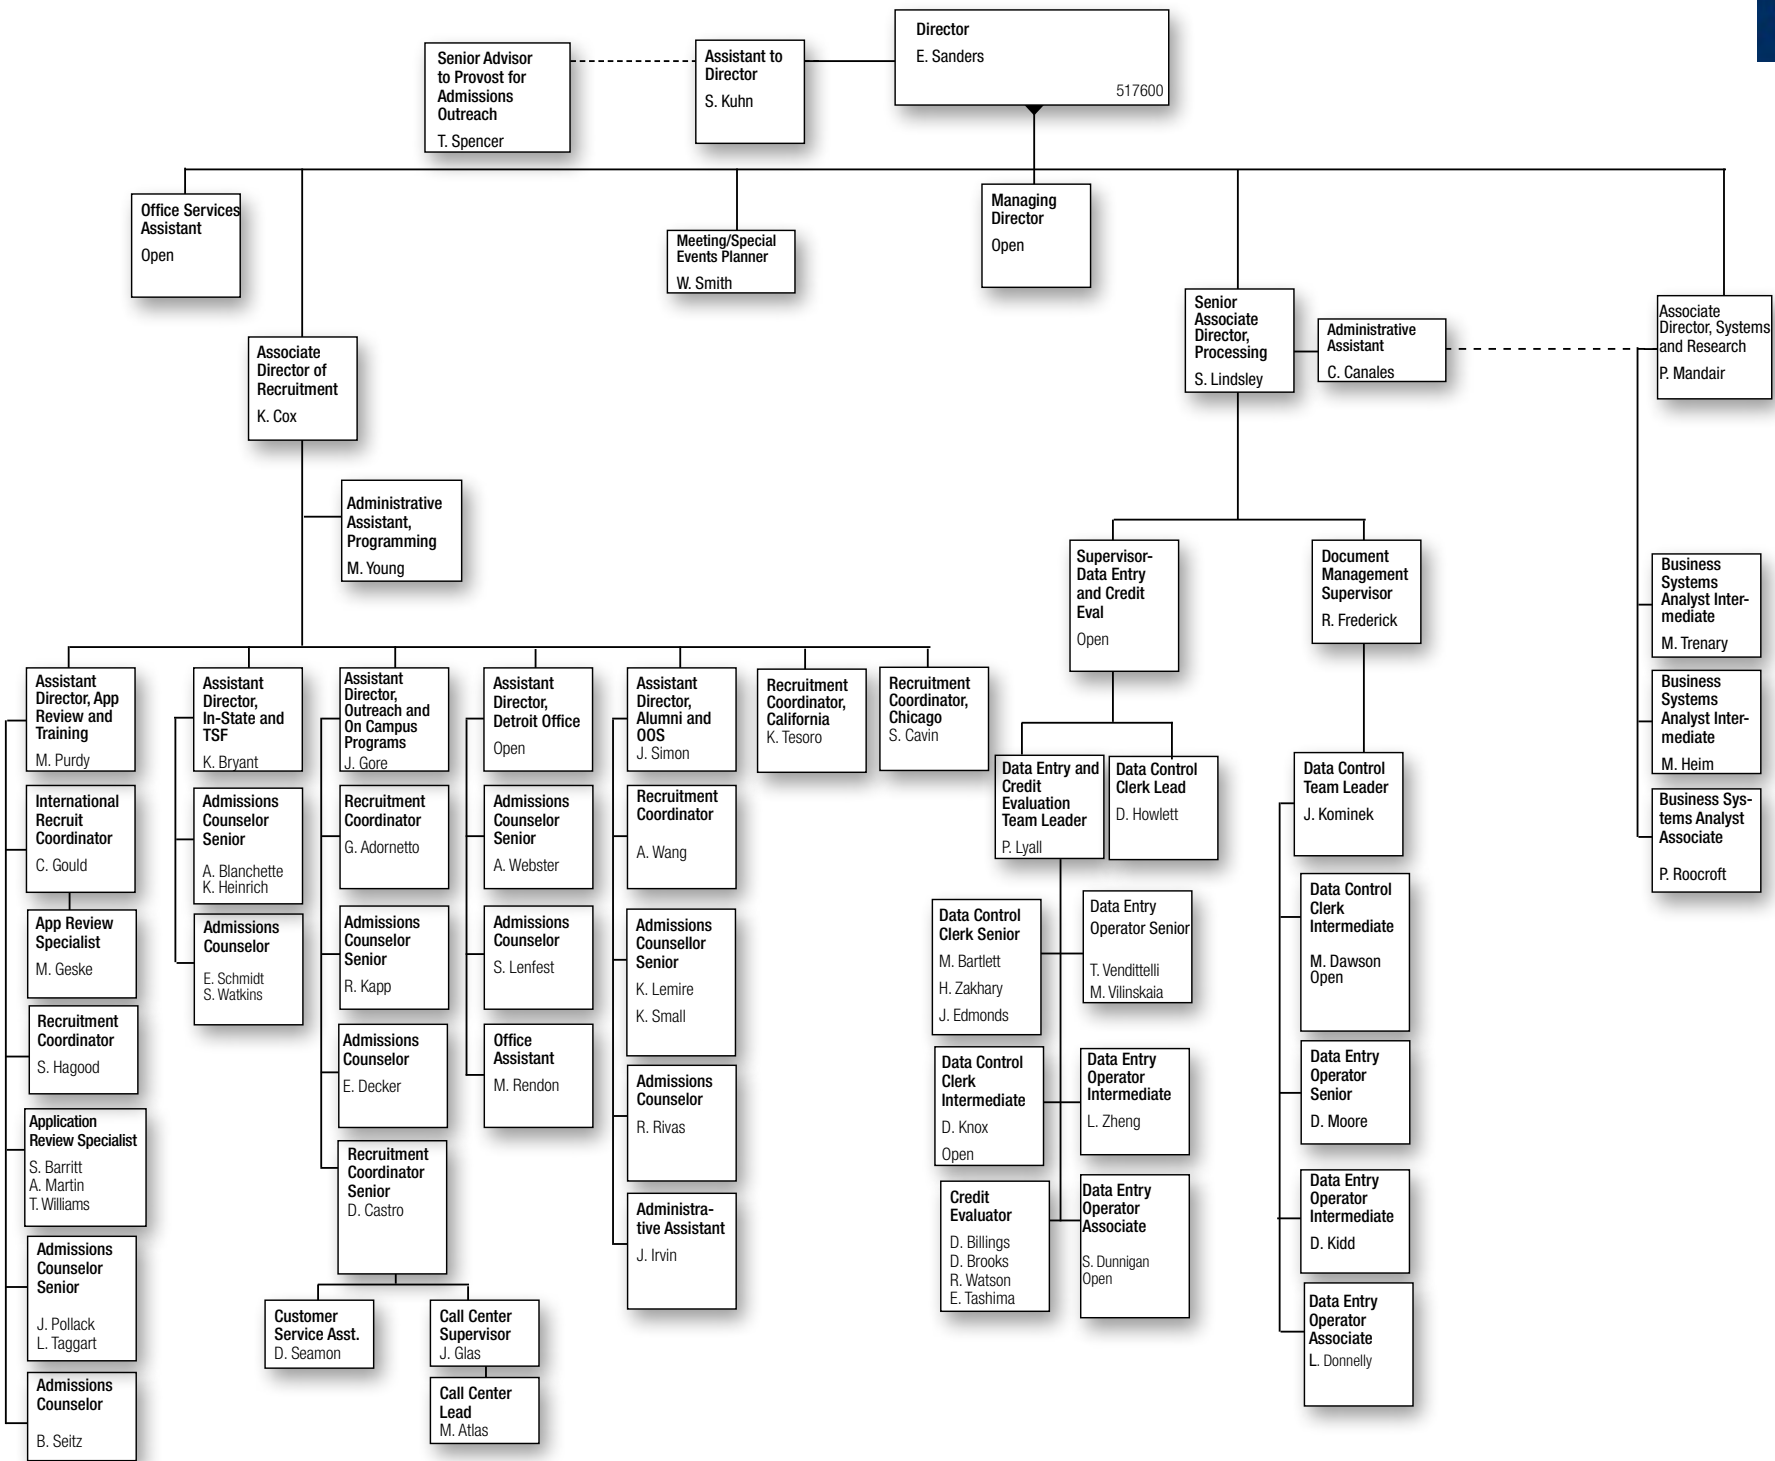 Director
E. Sanders
517600
Senior Advisor
to Provost for
Admissions
Outreach
T. Spencer
Assistant to
Director
S. Kuhn
Office Services
Assistant
Open
Meeting/Special
Events Planner
W. Smith
Managing
Director
Open
Associate
Director of
Recruitment
K. Cox
Senior
Associate
Director,
Processing
S. Lindsley
Administrative
Assistant
C. Canales
Associate
Director, Systems
and Research
P. Mandair
Administrative
Assistant,
Programming
M. Young
Supervisor-
Data Entry
and Credit
Eval
Open
Document
Management
Supervisor
R. Frederick
Business
Systems
Analyst Inter-
mediate
M. Trenary
Business
Systems
Analyst Inter-
mediate
M. Heim
Business Sys-
tems Analyst
Associate
P. Roocroft
Assistant
Director, App
Review and
Training
M. Purdy
International
Recruit
Coordinator
C. Gould
App Review
Specialist
M. Geske
Recruitment
Coordinator
S. Hagood
Application
Review Specialist
S. Barritt
A. Martin
T. Williams
Admissions
Counselor
Senior
J. Pollack
L. Taggart
Admissions
Counselor
B. Seitz
Assistant
Director,
In-State and
TSF
K. Bryant
Admissions
Counselor
Senior
A. Blanchette
K. Heinrich
Admissions
Counselor
E. Schmidt
S. Watkins
Assistant
Director,
Outreach and
On Campus
Programs
J. Gore
Recruitment
Coordinator
G. Adornetto
Admissions
Counselor
Senior
R. Kapp
Admissions
Counselor
E. Decker
Recruitment
Coordinator
Senior
D. Castro
Customer
Service Asst.
D. Seamon
Call Center
Supervisor
J. Glas
Call Center
Lead
M. Atlas
Assistant
Director,
Detroit Office
Open
Admissions
Counselor
Senior
A. Webster
Admissions
Counselor
S. Lenfest
Office
Assistant
M. Rendon
Assistant
Director,
Alumni and
OOS
J. Simon
Recruitment
Coordinator
A. Wang
Admissions
Counsellor
Senior
K. Lemire
K. Small
Admissions
Counselor
R. Rivas
Administra-
tive Assistant
J. Irvin
Recruitment
Coordinator,
California
K. Tesoro
Recruitment
Coordinator,
Chicago
S. Cavin
Data Entry and
Credit
Evaluation
Team Leader
P. Lyall
Data Control
Clerk Lead
D. Howlett
Data Control
Clerk Senior
M. Bartlett
H. Zakhary
J. Edmonds
Data Entry
Operator Senior
T. Vendittelli
M. Vilinskaia
Data Control
Clerk
Intermediate
D. Knox
Open
Data Entry
Operator
Intermediate
L. Zheng
Credit
Evaluator
D. Billings
D. Brooks
R. Watson
E. Tashima
Data Entry
Operator
Associate
S. Dunnigan
Open
Data Control
Team Leader
J. Kominek
Data Control
Clerk
Intermediate
M. Dawson
Open
Data Entry
Operator
Senior
D. Moore
Data Entry
Operator
Intermediate
D. Kidd
Data Entry
Operator
Associate
L. Donnelly